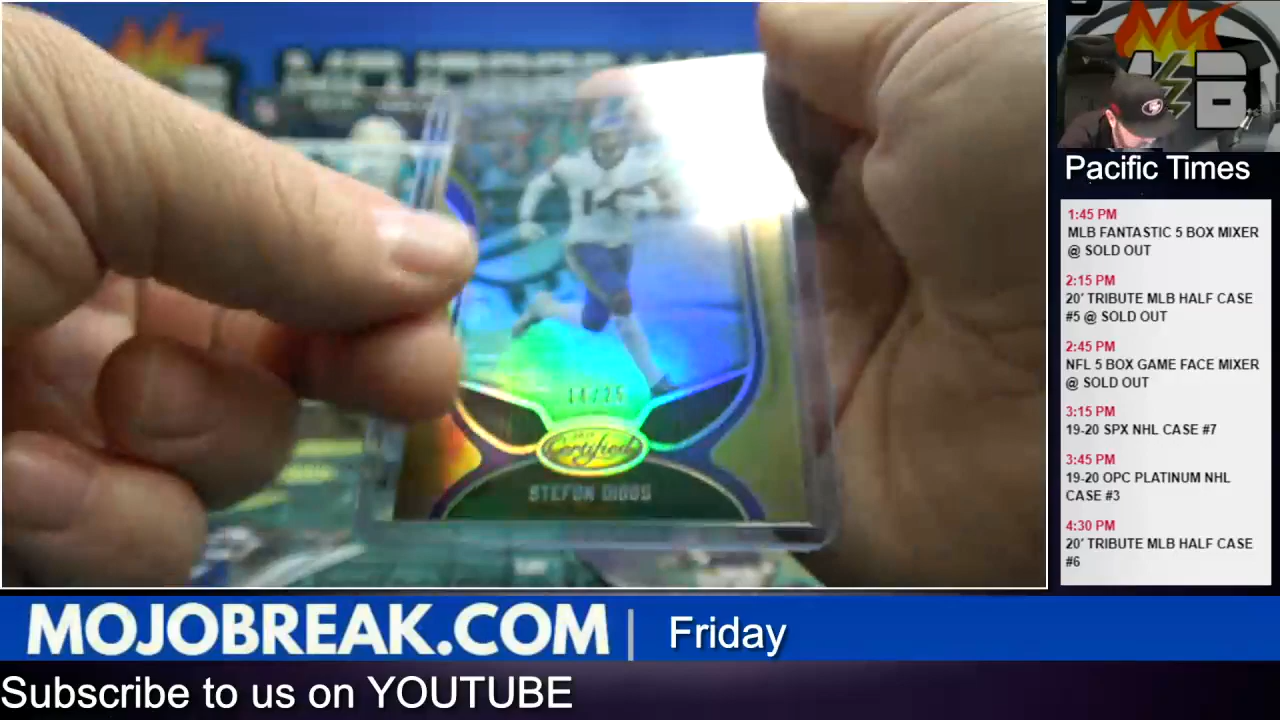 MOJOBREAK
B
14/25
Certified
STEFON DIGGS
Pacific Times
1:45 PM
MLB FANTASTIC 5 BOX MIXER
@ SOLD OUT
2:15 PM
20' TRIBUTE MLB HALF CASE
#5 @ SOLD OUT
2:45 PM
NFL 5 BOX GAME FACE MIXER
@ SOLD OUT
3:15 PM
19-20 SPX NHL CASE #7
3:45 PM
19-20 OPC PLATINUM NHL
CASE #3
4:30 PM
20' TRIBUTE MLB HALF CASE
#6
MOJOBREAK.COM | Friday
Subscribe to us on YOUTUBE